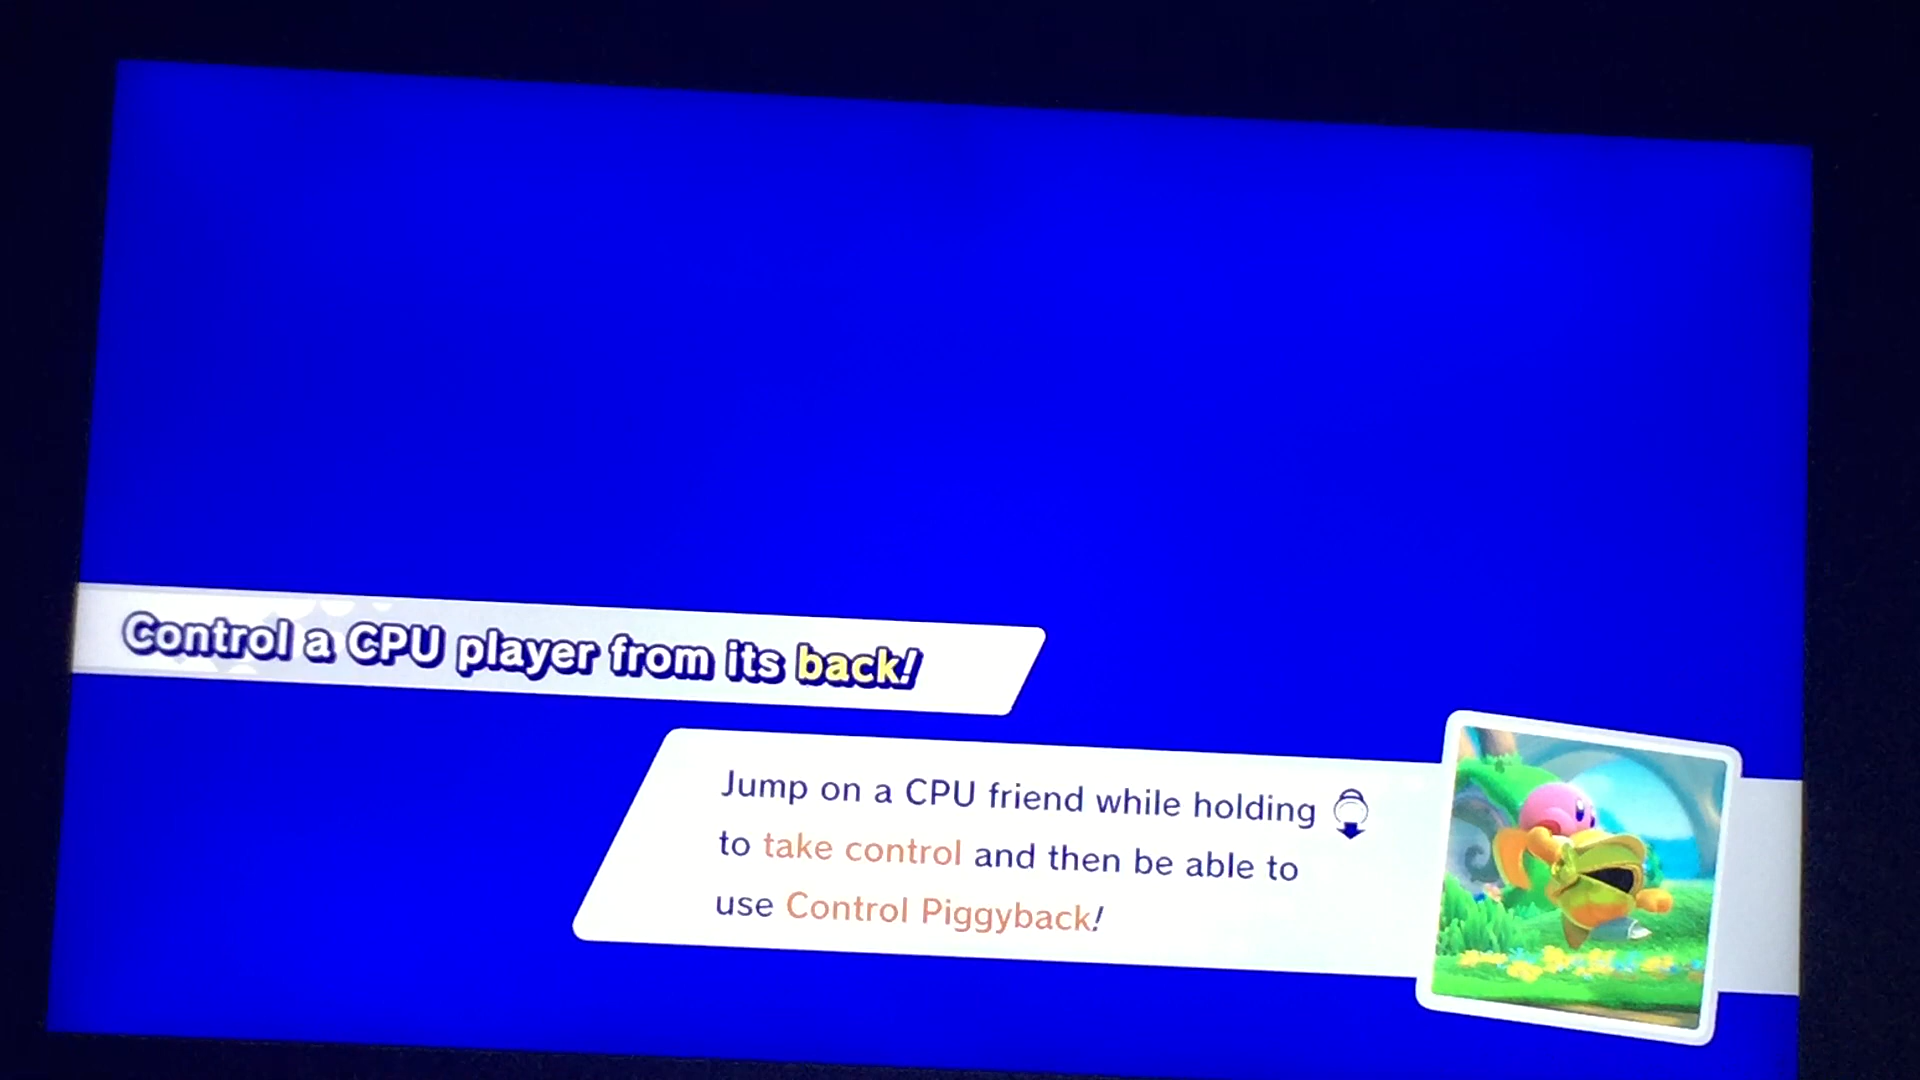 Control a CPU player from its back!
Jump on a CPU friend while holding
to take control and then be able to
use Control Piggyback!